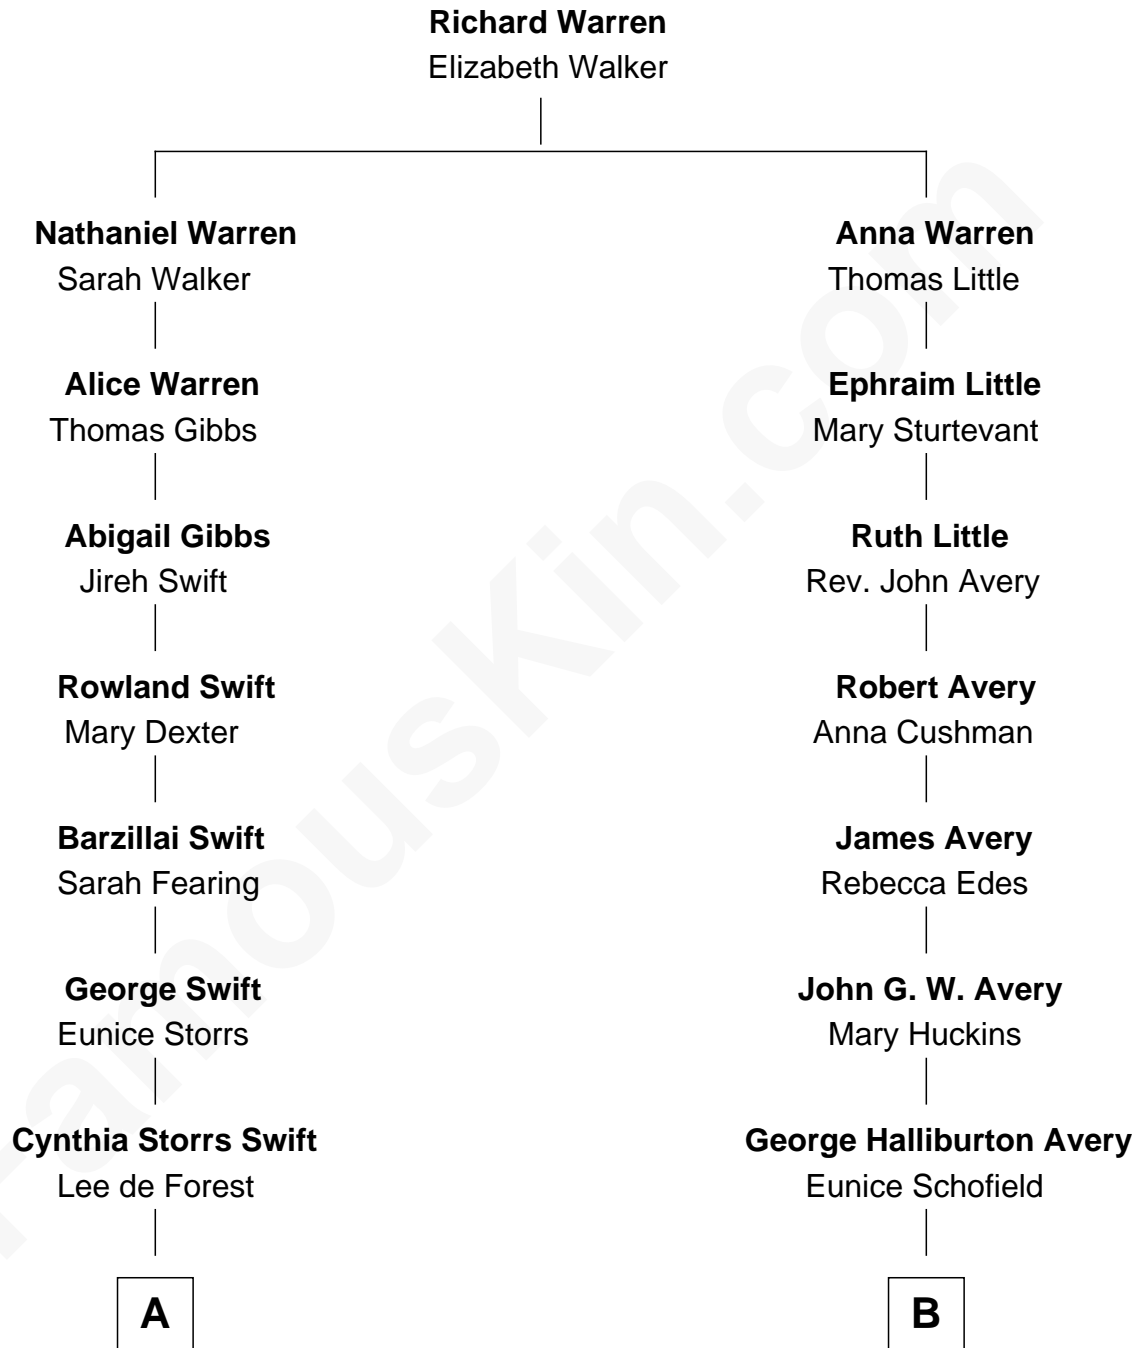 Richard Warren
Elizabeth Walker
Nathaniel Warren
Sarah Walker
Anna Warren
Thomas Little
Alice Warren
Thomas Gibbs
Ephraim Little
Mary Sturtevant
Abigail Gibbs
Jireh Swift
Ruth Little
Rev. John Avery
Rowland Swift
Mary Dexter
Robert Avery
Anna Cushman
Barzillai Swift
Sarah Fearing
James Avery
Rebecca Edes
George Swift
Eunice Storrs
John G. W. Avery
Mary Huckins
Cynthia Storrs Swift
Lee de Forest
George Halliburton Avery
Eunice Schofield
A
B
FamousKin.com